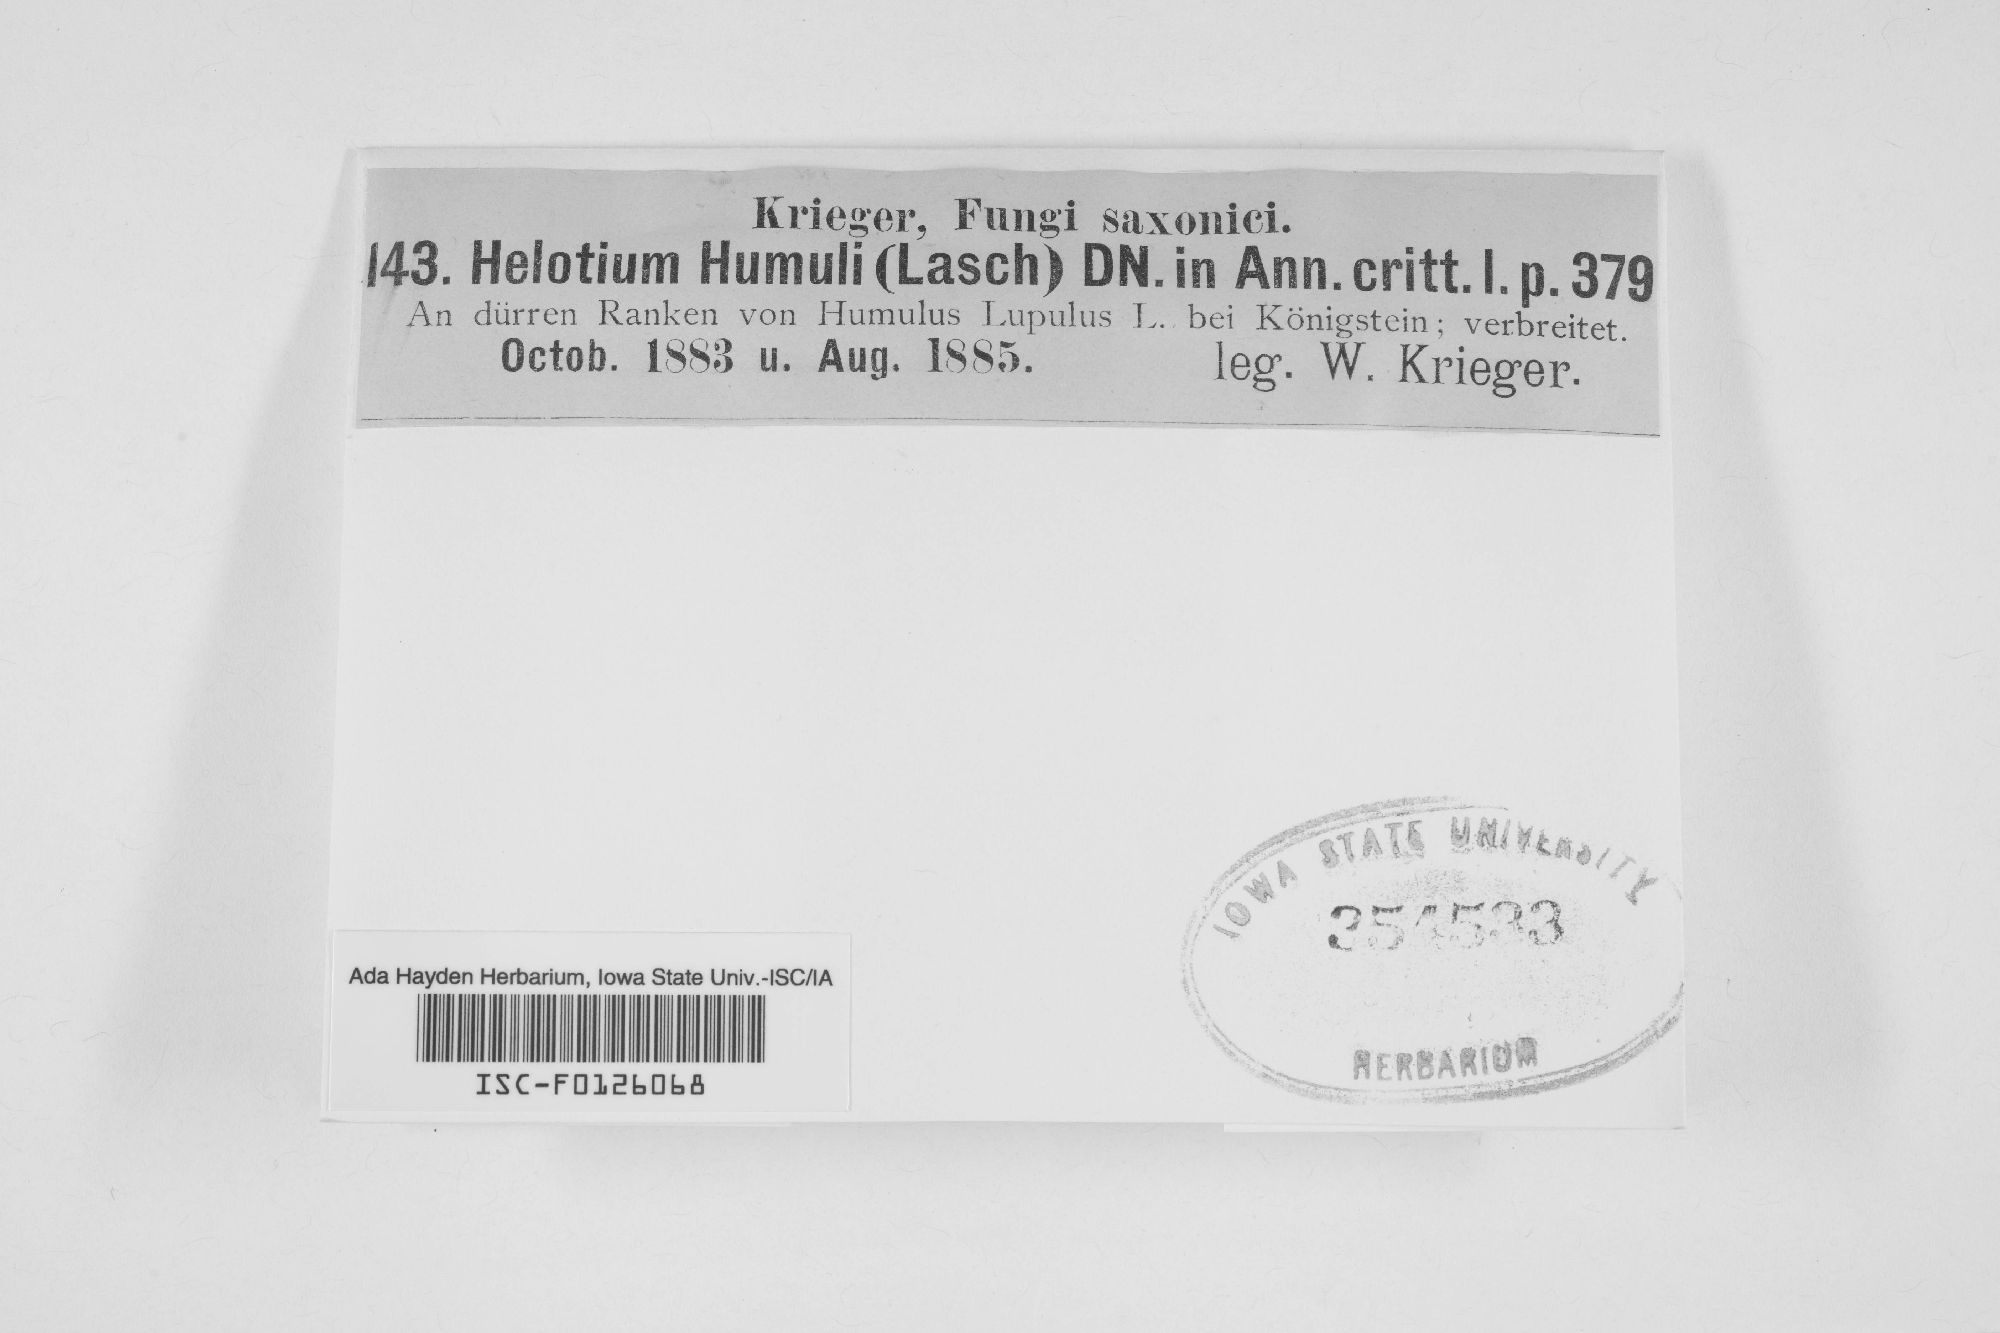 Krieger, Fungi saxonici.
143. Helotium Humuli (Lasch) DN. in Ann. critt. I. p. 379
An dürren Ranken von Humulus Lupulus L. bei Königstein; verbreitet.
Octob. 1883 u. Aug. 1885. leg. W. Krieger.
IOWA STATE UNIVERSITY
354533
HERBARIUM
Ada Hayden Herbarium, Iowa State Univ.-ISC/IA
ISC-F0126068